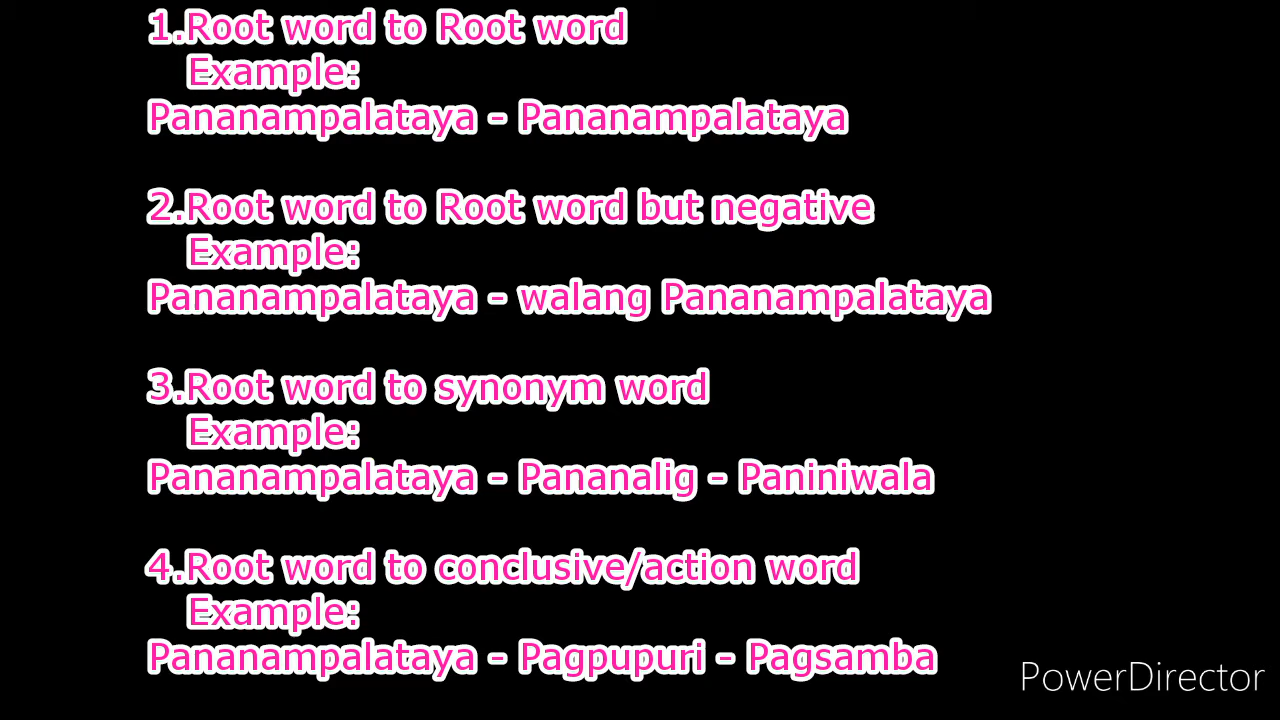 1.Root word to Root word
Example:
Pananampalataya - Pananampalataya
2.Root word to Root word but negative
Example:
Pananampalataya - walang Pananampalataya
3.Root word to synonym word
Example:
Pananampalataya - Pananalig - Paniniwala
4.Root word to conclusive/action word
Example:
Pananampalataya - Pagpupuri - Pagsamba
PowerDirector